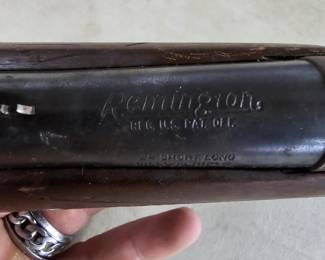 Remington.
REG. U.S. PAT. OFF.
22 SHORT, LONG